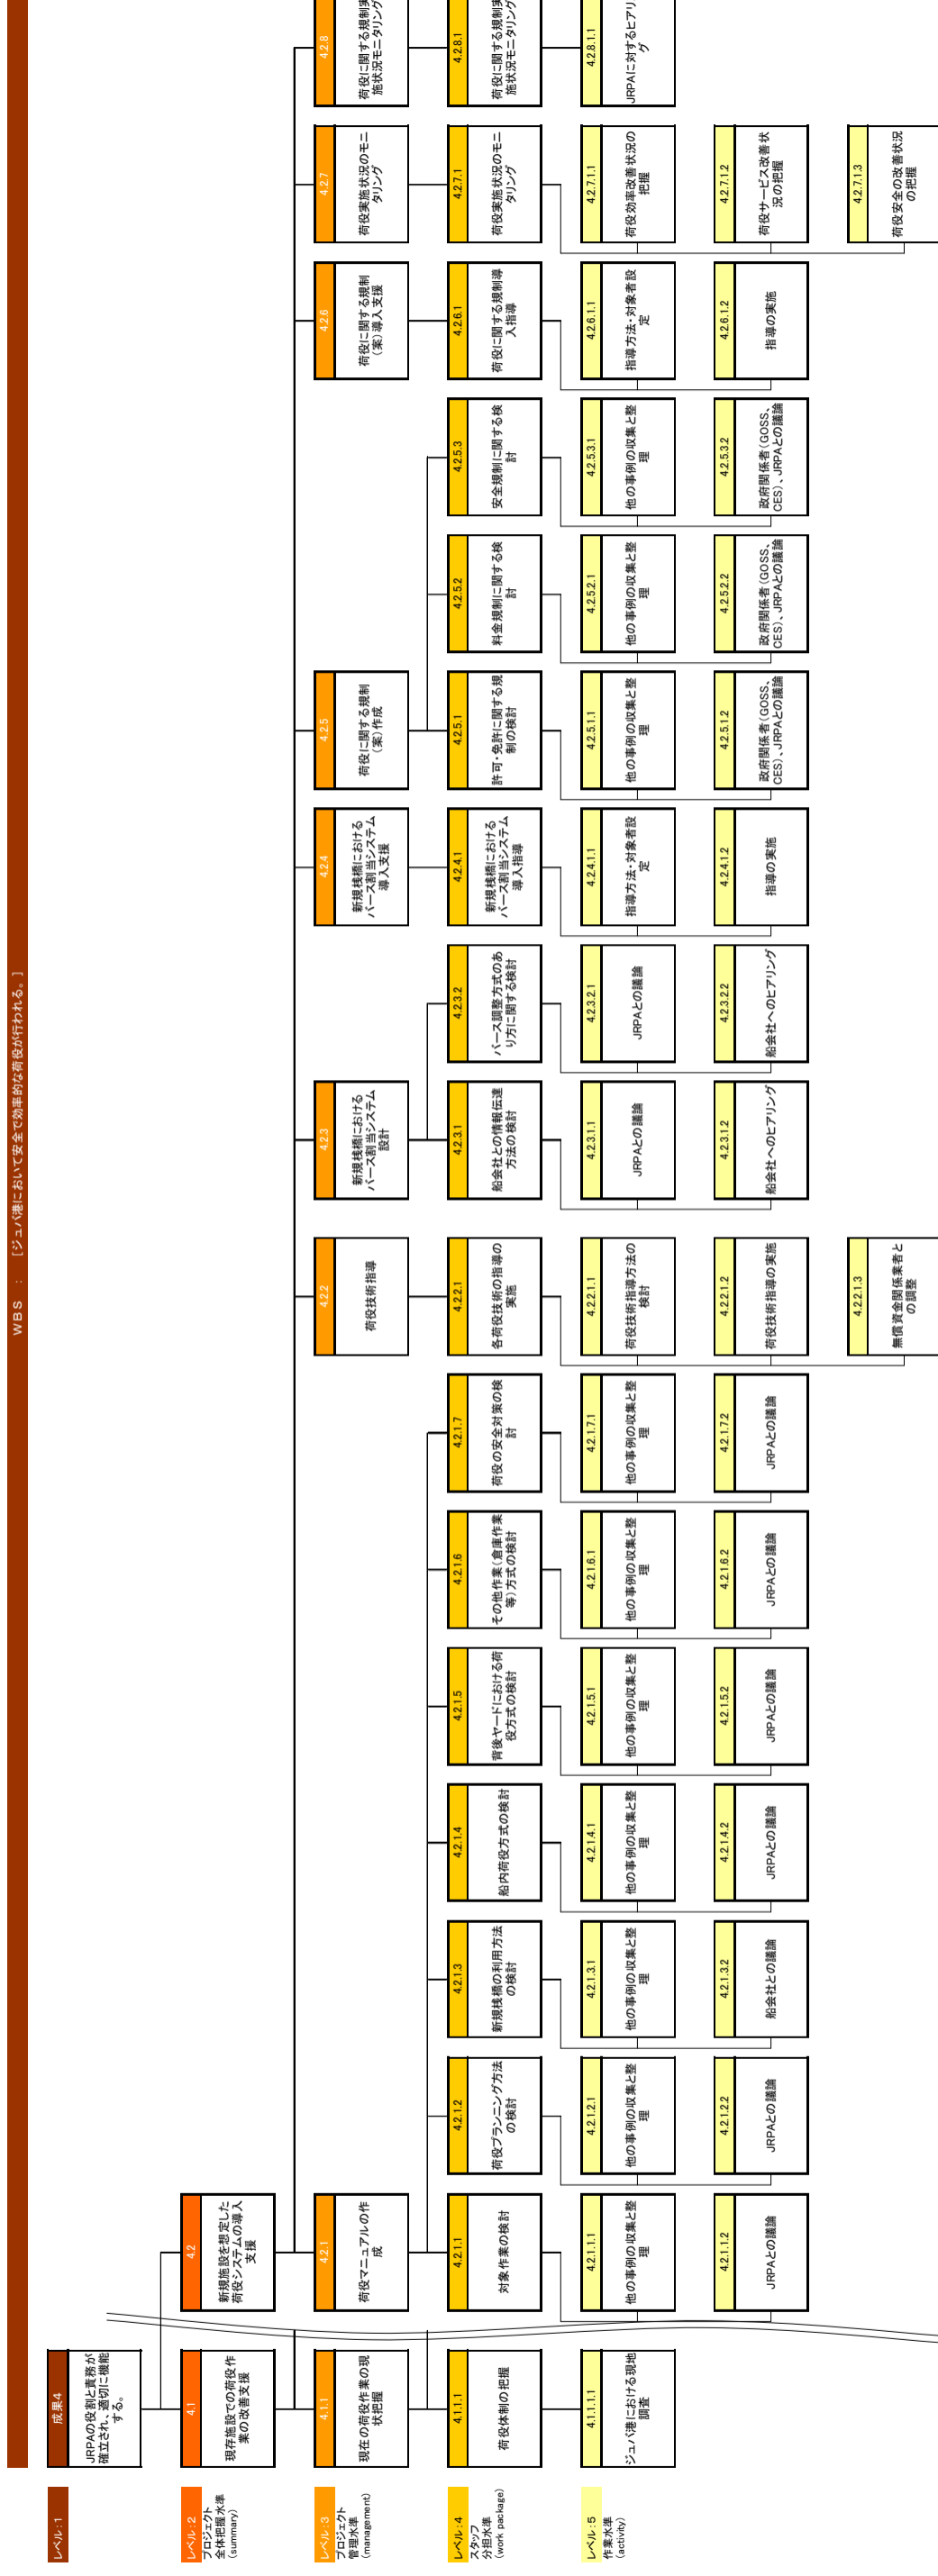 WBS : [ジュバ港において安全で効率的な荷役が行われる。]
レベル:1
成果4
JRPAの役割と責務が
確立され、適切に機能
する。
レベル:2
プロジェクト
全体把握水準
(summary)
4.1
現存施設での荷役作
業の改善支援
4.2
新規施設を想定した
荷役システムの導入
支援
レベル:3
プロジェクト
管理水準
(management)
4.1.1
現在の荷役作業の現
状把握
4.2.1
荷役マニュアルの作
成
4.2.2
荷役技術指導
4.2.3
新規桟橋における
バース割当システム
設計
4.2.4
新規桟橋における
バース割当システム
導入支援
4.2.5
荷役に関する規制
(案)作成
4.2.6
荷役に関する規制
(案)導入支援
4.2.7
荷役実施状況のモニ
タリング
4.2.8
荷役に関する規制実
施状況モニタリング
レベル:4
スタッフ
分担水準
(work package)
4.1.1.1
荷役体制の把握
4.2.1.1
対象作業の検討
4.2.1.2
荷役プランニング方法
の検討
4.2.1.3
新規桟橋の利用方法
の検討
4.2.1.4
船内荷役方式の検討
4.2.1.5
背後ヤードにおける荷
役方式の検討
4.2.1.6
その他作業(倉庫作業
等)方式の検討
4.2.1.7
荷役の安全対策の検
討
4.2.2.1
各荷役技術の指導の
実施
4.2.3.1
船会社との情報伝達
方法の検討
4.2.3.2
バース調整方式のあ
り方に関する検討
4.2.4.1
新規桟橋における
バース割当システム
導入指導
4.2.5.1
許可・免許に関する規
制の検討
4.2.5.2
料金規制に関する検
討
4.2.5.3
安全規制に関する検
討
4.2.6.1
荷役に関する規制導
入指導
4.2.7.1
荷役実施状況のモニ
タリング
4.2.8.1
荷役に関する規制実
施状況モニタリング
レベル:5
作業水準
(activity)
4.1.1.1.1
ジュバ港における現地
調査
4.2.1.1.1
他の事例の収集と整
理
4.2.1.2.1
他の事例の収集と整
理
4.2.1.3.1
他の事例の収集と整
理
4.2.1.4.1
他の事例の収集と整
理
4.2.1.5.1
他の事例の収集と整
理
4.2.1.6.1
他の事例の収集と整
理
4.2.1.7.1
他の事例の収集と整
理
4.2.2.1.1
荷役技術指導方法の
検討
4.2.3.1.1
JRPAとの議論
4.2.3.2.1
JRPAとの議論
4.2.4.1.1
指導方法・対象者設
定
4.2.5.1.1
他の事例の収集と整
理
4.2.5.2.1
他の事例の収集と整
理
4.2.5.3.1
他の事例の収集と整
理
4.2.6.1.1
指導方法・対象者設
定
4.2.7.1.1
荷役効率改善状況の
把握
4.2.8.1.1
JRPAに対するヒアリン
グ
4.2.1.1.2
JRPAとの議論
4.2.1.2.2
JRPAとの議論
4.2.1.3.2
船会社との議論
4.2.1.4.2
JRPAとの議論
4.2.1.5.2
JRPAとの議論
4.2.1.6.2
JRPAとの議論
4.2.1.7.2
JRPAとの議論
4.2.2.1.2
荷役技術指導の実施
4.2.3.1.2
船会社へのヒアリング
4.2.3.2.2
船会社へのヒアリング
4.2.4.1.2
指導の実施
4.2.5.1.2
政府関係者(GOSS、
CES)、JRPAとの議論
4.2.5.2.2
政府関係者(GOSS、
CES)、JRPAとの議論
4.2.5.3.2
政府関係者(GOSS、
CES)、JRPAとの議論
4.2.6.1.2
指導の実施
4.2.7.1.2
荷役サービス改善状
況の把握
4.2.2.1.3
無償資金関係業者と
の調整
4.2.7.1.3
荷役安全の改善状況
の把握